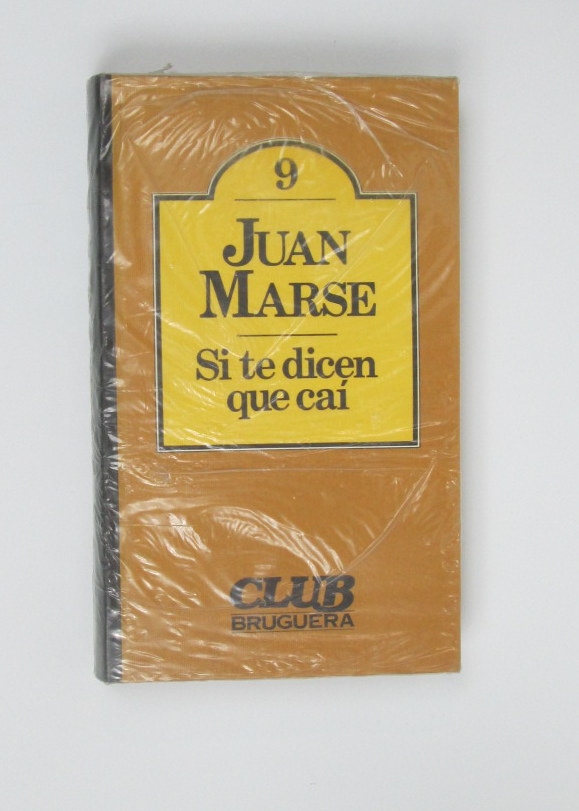 9
JUAN
MARSE
Si te dicen
que caí
CLUB
BRUGUERA